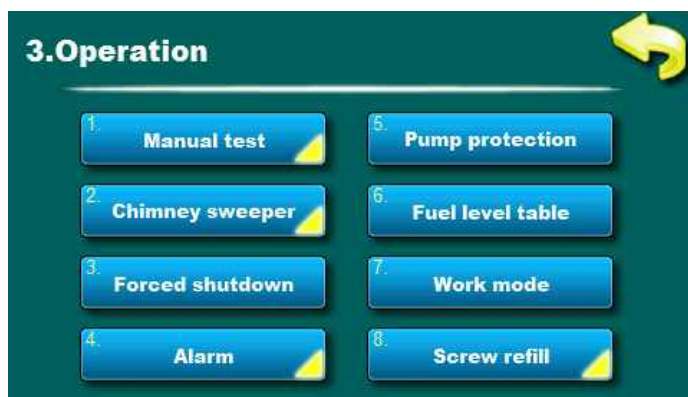 3.Operation
1. Manual test
2. Chimney sweeper
3. Forced shutdown
4. Alarm
5. Pump protection
6. Fuel level table
7. Work mode
8. Screw refill